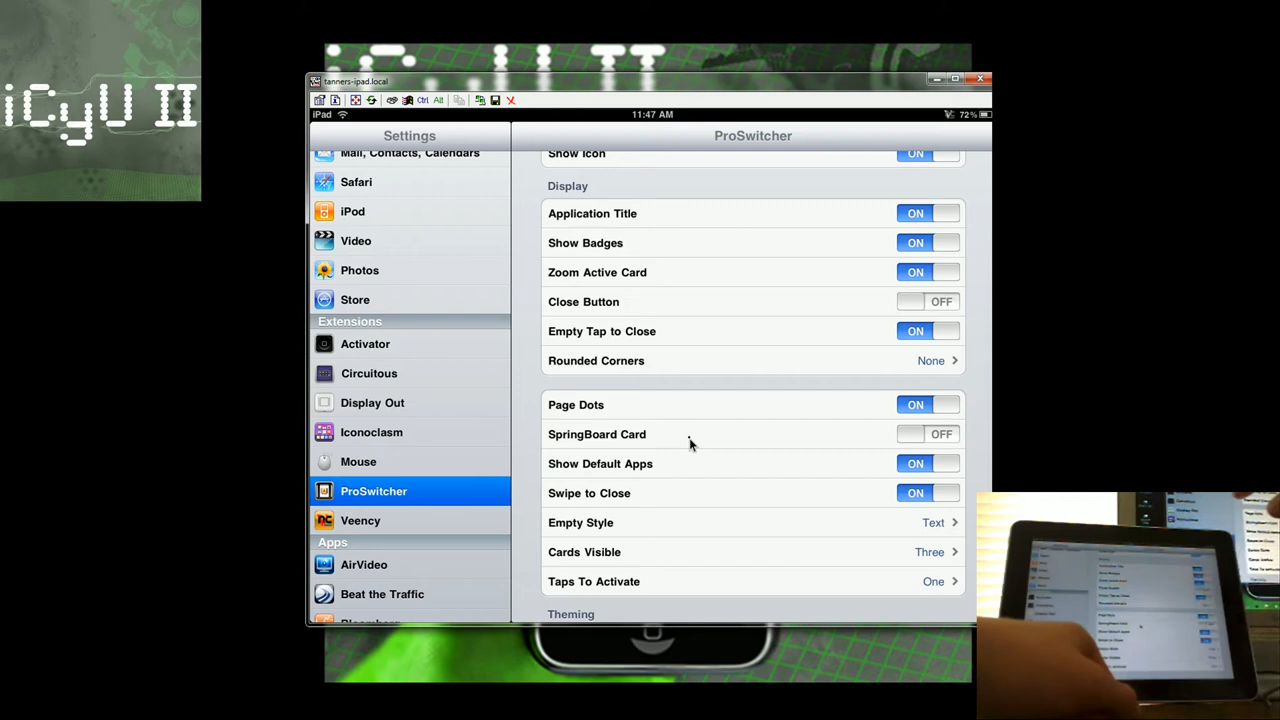 iCyU II
tanners-ipad.local
Ctrl Alt
iPad
11:47 AM
72%
Settings
ProSwitcher
Mail, Contacts, Calendars
Safari
iPod
Video
Photos
Store
Extensions
Activator
Circuitous
Display Out
Iconoclasm
Mouse
ProSwitcher
Veency
Apps
AirVideo
Beat the Traffic
Bloomberg
Show Icon ON
Display
Application Title ON
Show Badges ON
Zoom Active Card ON
Close Button OFF
Empty Tap to Close ON
Rounded Corners None
Page Dots ON
SpringBoard Card OFF
Show Default Apps ON
Swipe to Close ON
Empty Style Text
Cards Visible Three
Taps To Activate One
Theming